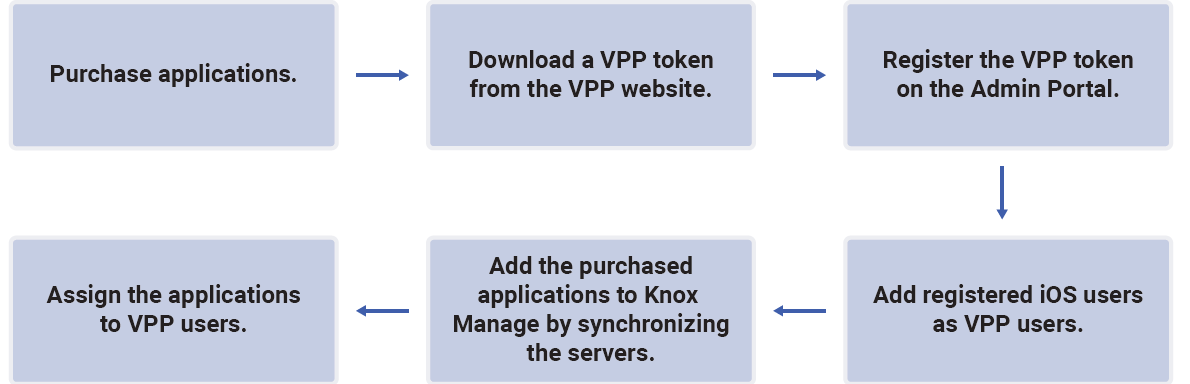 Purchase applications.
Download a VPP token
from the VPP website.
Register the VPP token
on the Admin Portal.
Add registered iOS users
as VPP users.
Add the purchased
applications to Knox
Manage by synchronizing
the servers.
Assign the applications
to VPP users.